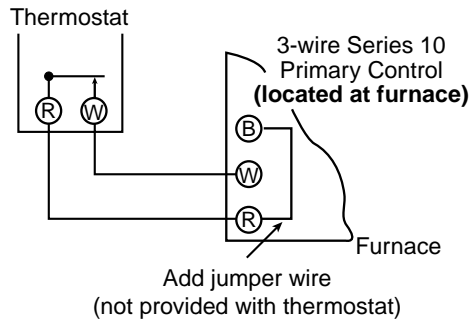 Thermostat
3-wire Series 10
Primary Control
(located at furnace)
R W
B
W
R
Furnace
Add jumper wire
(not provided with thermostat)